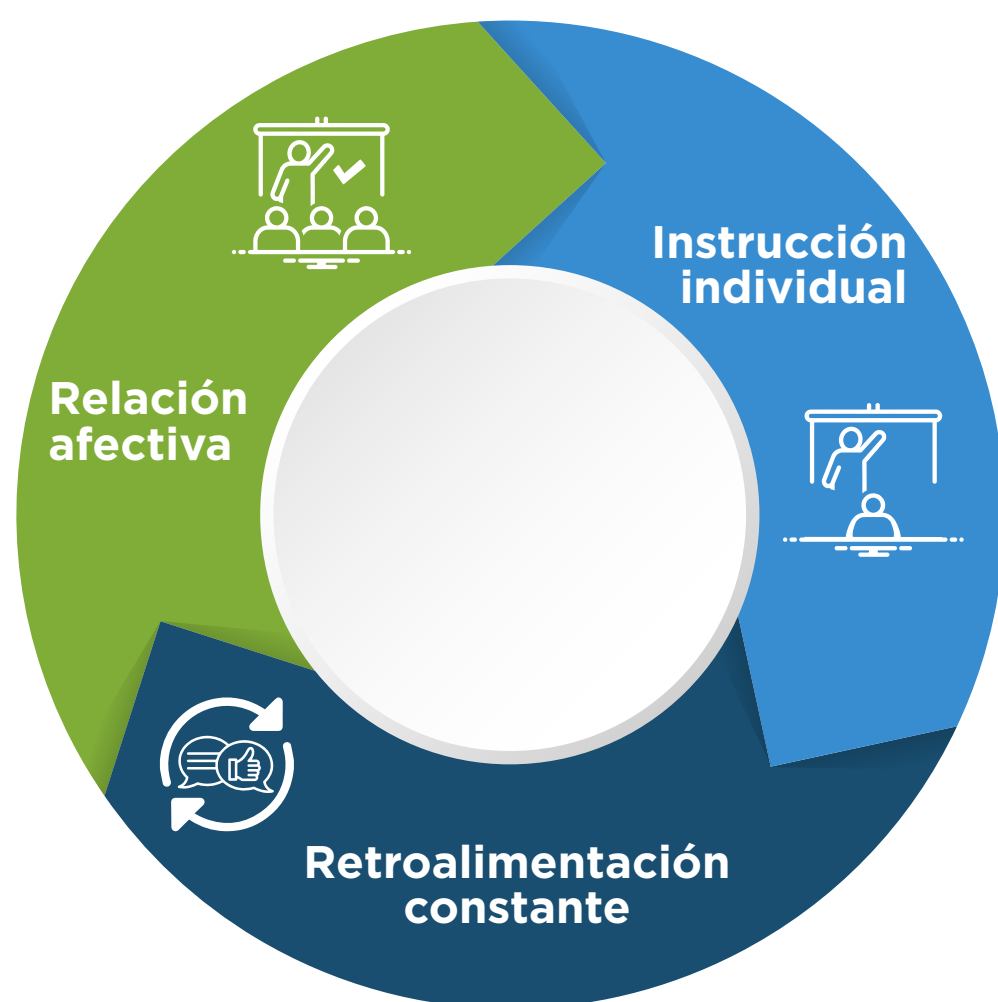 Instrucción
individual
Relación
afectiva
Retroalimentación
constante